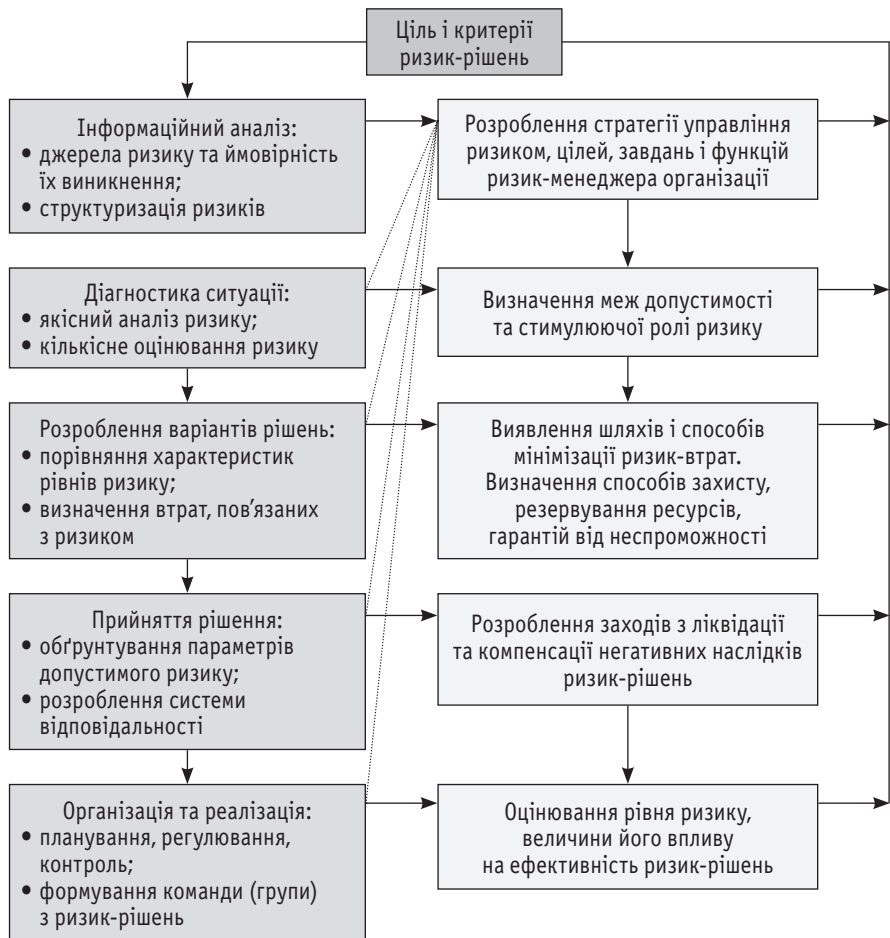 Ціль і критерії
ризик-рішень
Інформаційний аналіз:
• джерела ризику та ймовірність
їх виникнення;
• структуризація ризиків
Розроблення стратегії управління
ризиком, цілей, завдань і функцій
ризик-менеджера організації
Діагностика ситуації:
• якісний аналіз ризику;
• кількісне оцінювання ризику
Визначення меж допустимості
та стимулюючої ролі ризику
Розроблення варіантів рішень:
• порівняння характеристик
рівнів ризику;
• визначення втрат, пов’язаних
з ризиком
Виявлення шляхів і способів
мінімізації ризик-втрат.
Визначення способів захисту,
резервування ресурсів,
гарантій від неспроможності
Прийняття рішення:
• обґрунтування параметрів
допустимого ризику;
• розроблення системи
відповідальності
Розроблення заходів з ліквідації
та компенсації негативних наслідків
ризик-рішень
Організація та реалізація:
• планування, регулювання,
контроль;
• формування команди (групи)
з ризик-рішень
Оцінювання рівня ризику,
величини його впливу
на ефективність ризик-рішень